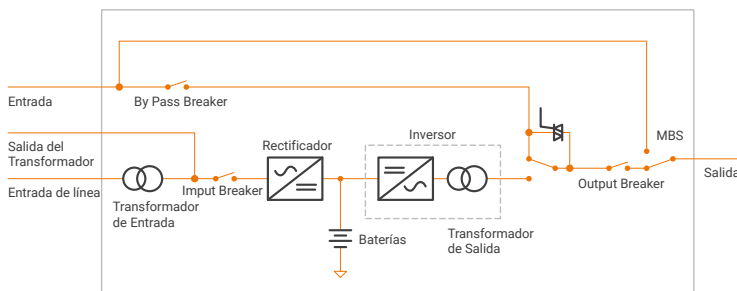 Entrada
By Pass Breaker
Salida del
Transformador
Entrada de línea
Transformador
de Entrada
Imput Breaker
Rectificador
Baterías
Inversor
Transformador
de Salida
MBS
Output Breaker
Salida